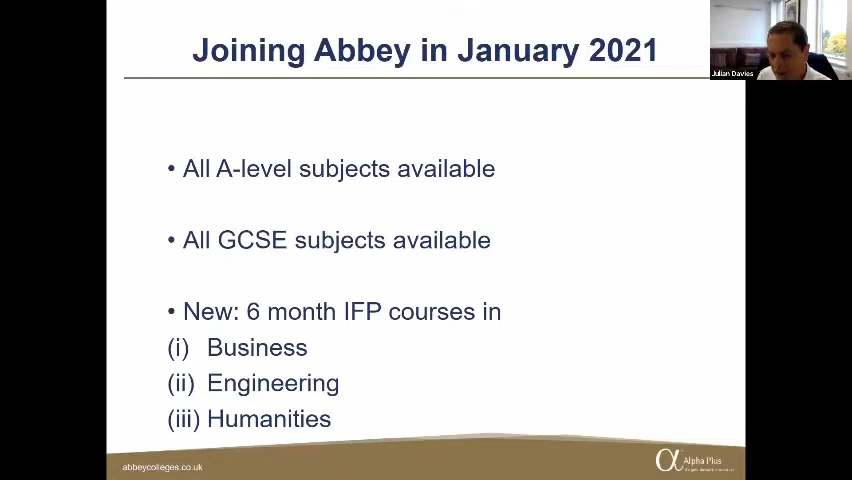 Joining Abbey in January 2021
Julian Davies
• All A-level subjects available
• All GCSE subjects available
• New: 6 month IFP courses in
(i) Business
(ii) Engineering
(iii) Humanities
abbeycolleges.co.uk
α Alpha Plus